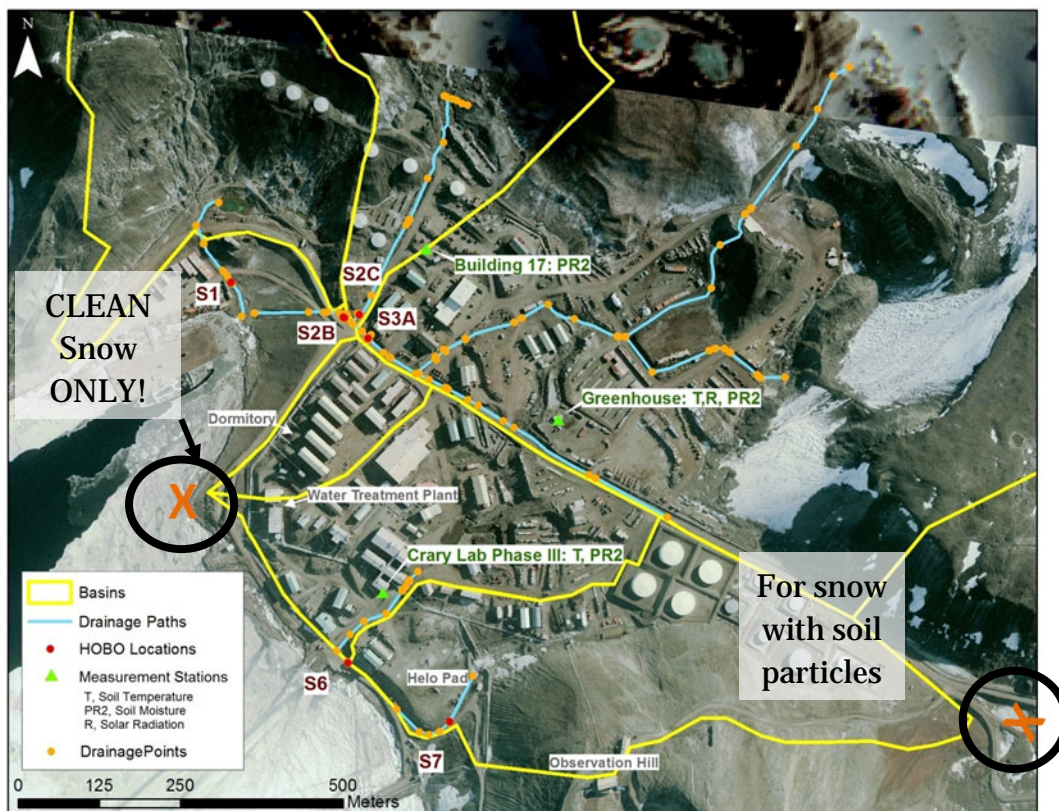 N
S2C
Building 17: PR2
CLEAN
Snow
ONLY!
S1
S2B
S3A
Greenhouse: T,R, PR2
Dormitory
X
Water Treatment Plant
Crary Lab Phase III: T, PR2
For snow
with soil
particles
X
Basins
Drainage Paths
HOBO Locations
Measurement Stations
T, Soil Temperature
PR2, Soil Moisture
R, Solar Radiation
DrainagePoints
S6
Helo Pad
S7
Observation Hill
0 125 250 500
Meters